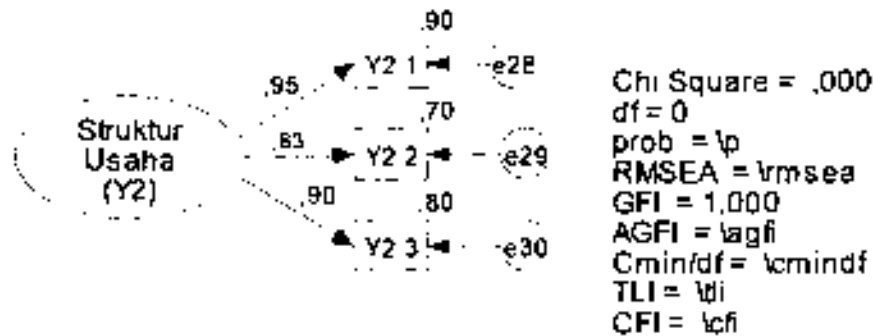 .90
Y2 1
e28
.95
.70
Struktur
Usaha
(Y2)
.83
Y2 2
e29
.90
.80
Y2 3
e30
Chi Square = .000
df = 0
prob = \p
RMSEA = \rmsea
GFI = 1.000
AGFI = \agfi
Cmin/df = \cmindf
TLI = \tli
CFI = \cfi